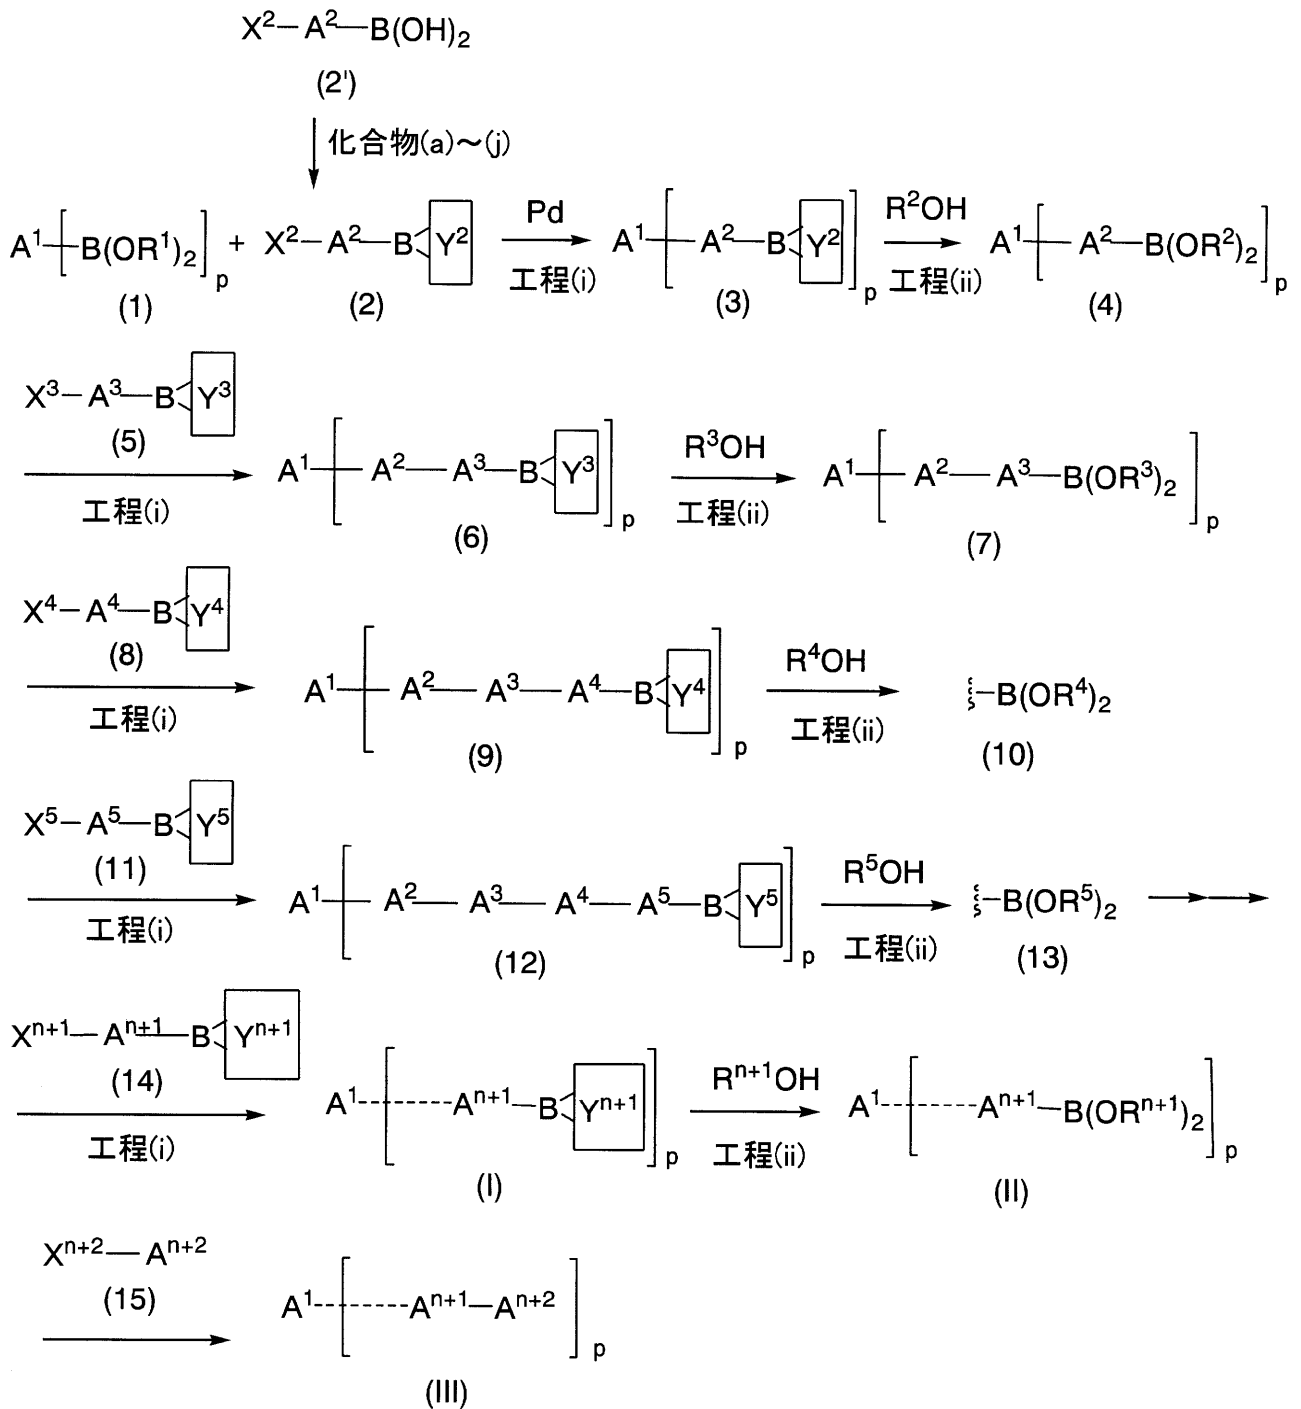 X²—A²—B(OH)₂
(2')
化合物(a)～(j)
A¹—[B(OR¹)₂]p + X²—A²—B Y² Pd 工程(i) A¹—[A²—B Y²]p R²OH 工程(ii) A¹—[A²—B(OR²)₂]p
(1) (2) (3) (4)
X³—A³—B Y³
(5)
工程(i) A¹—[A²—A³—B Y³]p R³OH 工程(ii) A¹—[A²—A³—B(OR³)₂]p
(6) (7)
X⁴—A⁴—B Y⁴
(8)
工程(i) A¹—[A²—A³—A⁴—B Y⁴]p R⁴OH 工程(ii) —B(OR⁴)₂
(9) (10)
X⁵—A⁵—B Y⁵
(11)
工程(i) A¹—[A²—A³—A⁴—A⁵—B Y⁵]p R⁵OH 工程(ii) —B(OR⁵)₂
(12) (13)
Xⁿ⁺¹—Aⁿ⁺¹—B Yⁿ⁺¹
(14)
工程(i) A¹-----[Aⁿ⁺¹—B Yⁿ⁺¹]p Rⁿ⁺¹OH 工程(ii) A¹-----[Aⁿ⁺¹—B(ORⁿ⁺¹)₂]p
(I) (II)
Xⁿ⁺²—Aⁿ⁺²
(15)
A¹-----[Aⁿ⁺¹—Aⁿ⁺²]p
(III)